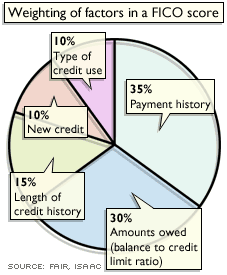 Weighting of factors in a FICO score
10%
Type of
credit use
35%
Payment history
10%
New credit
15%
Length of
credit history
30%
Amounts owed
(balance to credit
limit ratio)
SOURCE: FAIR, ISAAC